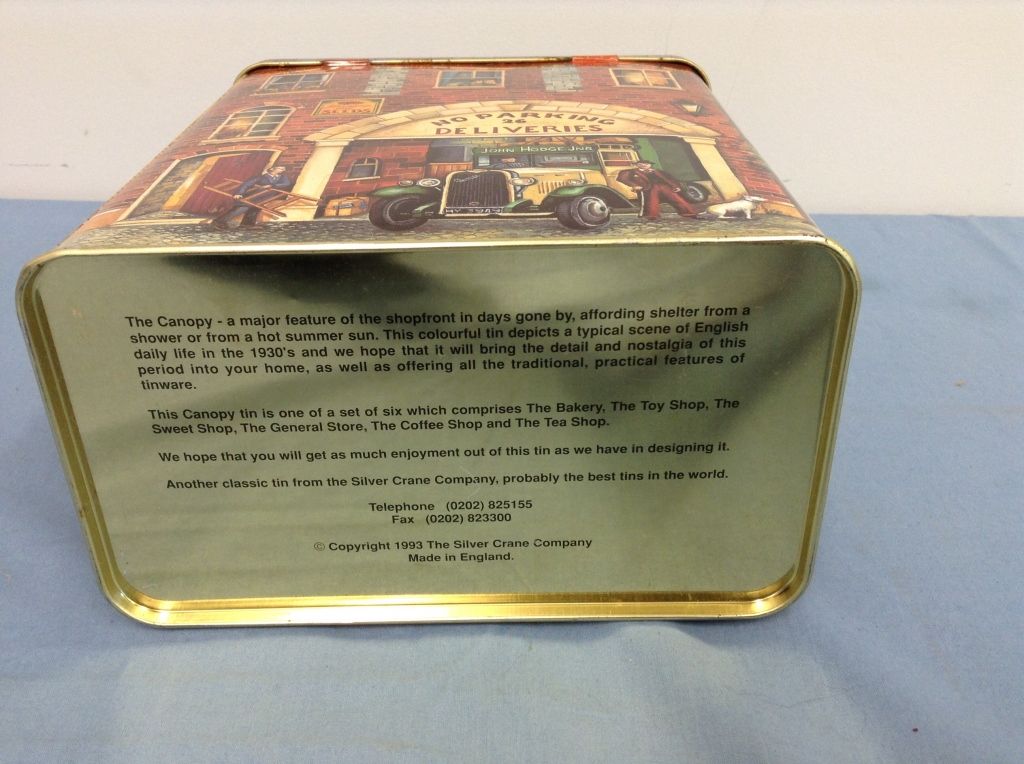 SEEDS
NO PARKING
26
DELIVERIES
JOHN HODGE JNR
The Canopy - a major feature of the shopfront in days gone by, affording shelter from a
shower or from a hot summer sun. This colourful tin depicts a typical scene of English
daily life in the 1930's and we hope that it will bring the detail and nostalgia of this
period into your home, as well as offering all the traditional, practical features of
tinware.
This Canopy tin is one of a set of six which comprises The Bakery, The Toy Shop, The
Sweet Shop, The General Store, The Coffee Shop and The Tea Shop.
We hope that you will get as much enjoyment out of this tin as we have in designing it.
Another classic tin from the Silver Crane Company, probably the best tins in the world.
Telephone (0202) 825155
Fax (0202) 823300
© Copyright 1993 The Silver Crane Company
Made in England.